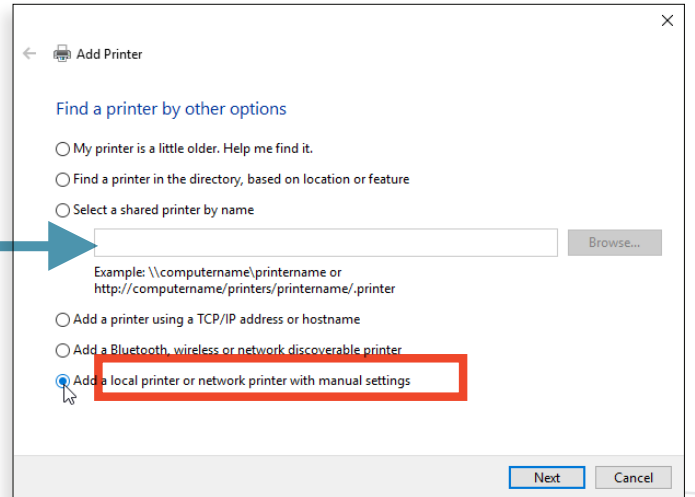 Add Printer
Find a printer by other options
My printer is a little older. Help me find it.
Find a printer in the directory, based on location or feature
Select a shared printer by name
Browse...
Example: \\computername\printername or
http://computername/printers/printername/.printer
Add a printer using a TCP/IP address or hostname
Add a Bluetooth, wireless or network discoverable printer
Add a local printer or network printer with manual settings
Next
Cancel